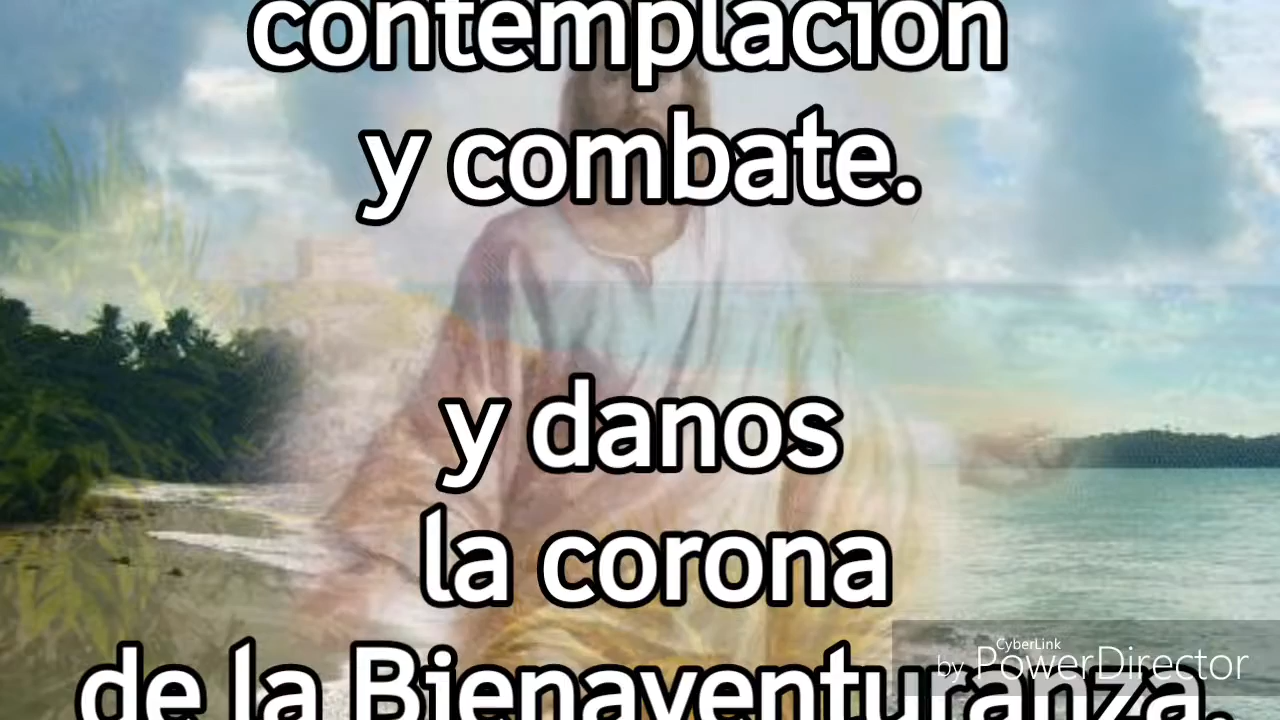 contemplación
y combate.
y danos
la corona
de la Bienaventuranza.
CyberLink
by PowerDirector